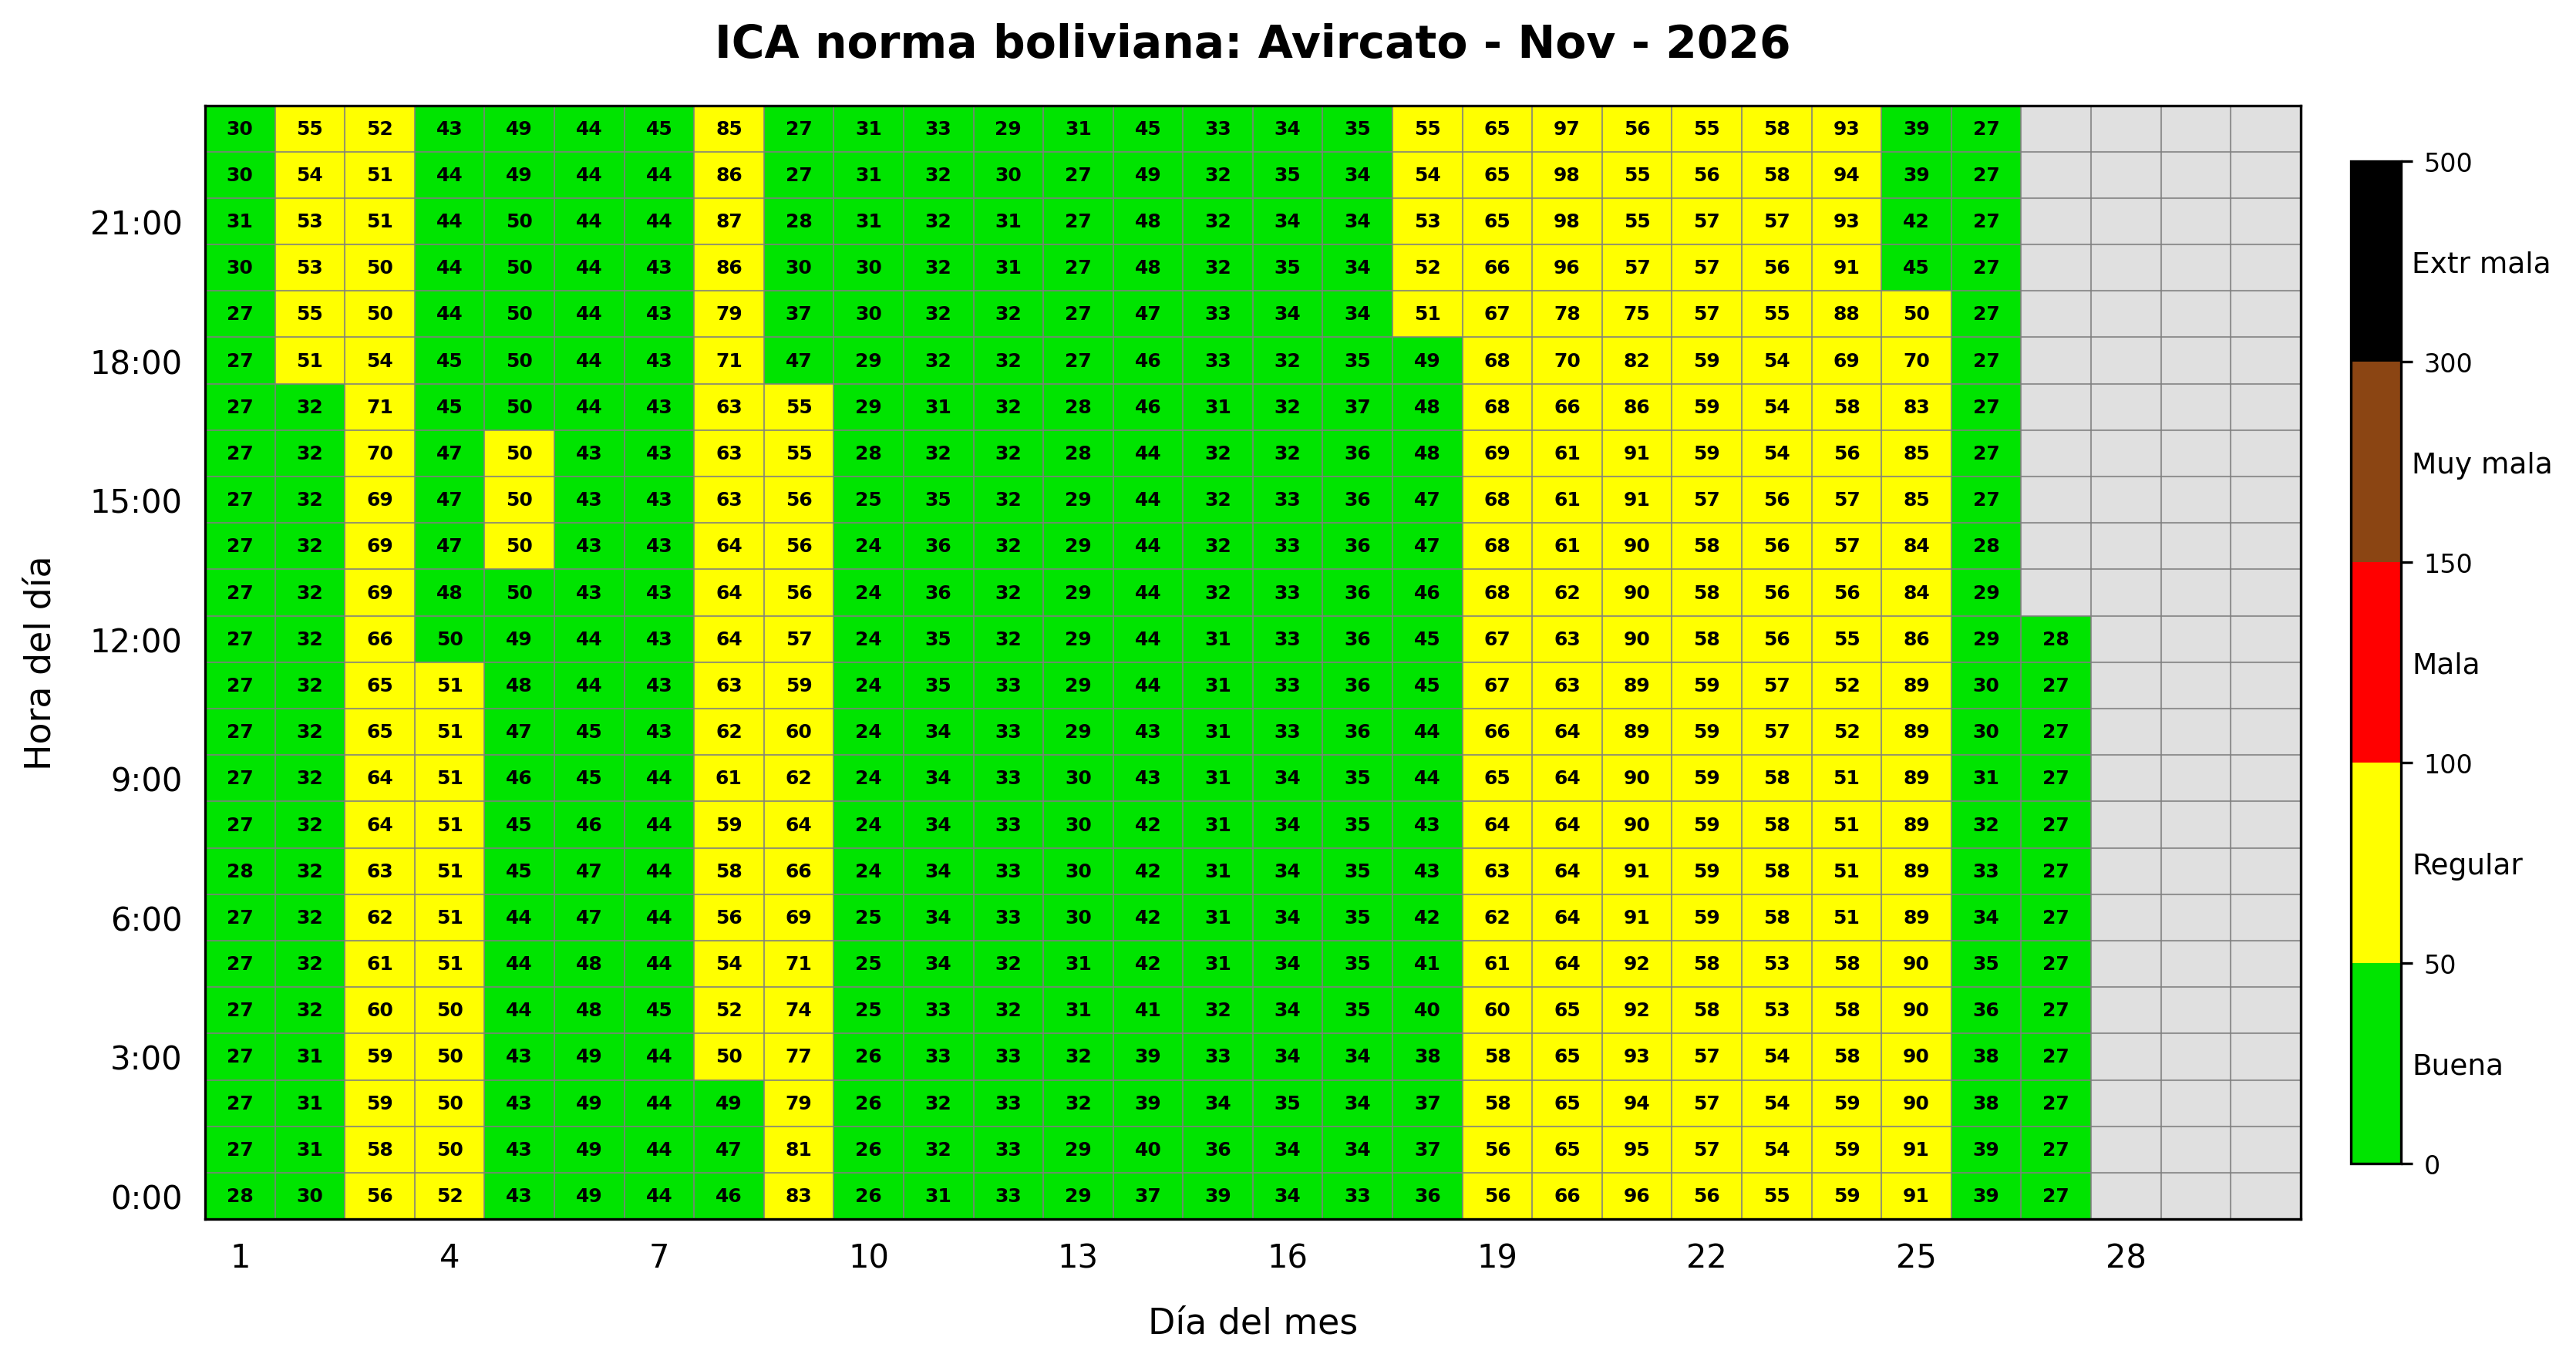 ICA norma boliviana: Avircato - Nov - 2026
30 55 52 43 49 44 45 85 27 31 33 29 31 45 33 34 35 55 65 97 56 55 58 93 39 27
30 54 51 44 49 44 44 86 27 31 32 30 27 49 32 35 34 54 65 98 55 56 58 94 39 27
21:00 31 53 51 44 50 44 44 87 28 31 32 31 27 48 32 34 34 53 65 98 55 57 57 93 42 27
30 53 50 44 50 44 43 86 30 30 32 31 27 48 32 35 34 52 66 96 57 57 56 91 45 27
27 55 50 44 50 44 43 79 37 30 32 32 27 47 33 34 34 51 67 78 75 57 55 88 50 27
18:00 27 51 54 45 50 44 43 71 47 29 32 32 27 46 33 32 35 49 68 70 82 59 54 69 70 27
27 32 71 45 50 44 43 63 55 29 31 32 28 46 31 32 37 48 68 66 86 59 54 58 83 27
27 32 70 47 50 43 43 63 55 28 32 32 28 44 32 32 36 48 69 61 91 59 54 56 85 27
15:00 27 32 69 47 50 43 43 63 56 25 35 32 29 44 32 33 36 47 68 61 91 57 56 57 85 27
27 32 69 47 50 43 43 64 56 24 36 32 29 44 32 33 36 47 68 61 90 58 56 57 84 28
27 32 69 48 50 43 43 64 56 24 36 32 29 44 32 33 36 46 68 62 90 58 56 56 84 29
12:00 27 32 66 50 49 44 43 64 57 24 35 32 29 44 31 33 36 45 67 63 90 58 56 55 86 29 28
27 32 65 51 48 44 43 63 59 24 35 33 29 44 31 33 36 45 67 63 89 59 57 52 89 30 27
27 32 65 51 47 45 43 62 60 24 34 33 29 43 31 33 36 44 66 64 89 59 57 52 89 30 27
9:00 27 32 64 51 46 45 44 61 62 24 34 33 30 43 31 34 35 44 65 64 90 59 58 51 89 31 27
27 32 64 51 45 46 44 59 64 24 34 33 30 42 31 34 35 43 64 64 90 59 58 51 89 32 27
28 32 63 51 45 47 44 58 66 24 34 33 30 42 31 34 35 43 63 64 91 59 58 51 89 33 27
6:00 27 32 62 51 44 47 44 56 69 25 34 33 30 42 31 34 35 42 62 64 91 59 58 51 89 34 27
27 32 61 51 44 48 44 54 71 25 34 32 31 42 31 34 35 41 61 64 92 58 53 58 90 35 27
27 32 60 50 44 48 45 52 74 25 33 32 31 41 32 34 35 40 60 65 92 58 53 58 90 36 27
3:00 27 31 59 50 43 49 44 50 77 26 33 33 32 39 33 34 34 38 58 65 93 57 54 58 90 38 27
27 31 59 50 43 49 44 49 79 26 32 33 32 39 34 35 34 37 58 65 94 57 54 59 90 38 27
27 31 58 50 43 49 44 47 81 26 32 33 29 40 36 34 34 37 56 65 95 57 54 59 91 39 27
0:00 28 30 56 52 43 49 44 46 83 26 31 33 29 37 39 34 33 36 56 66 96 56 55 59 91 39 27
1 4 7 10 13 16 19 22 25 28
Día del mes
Hora del día
500
Extr mala
300
Muy mala
150
Mala
100
Regular
50
Buena
0